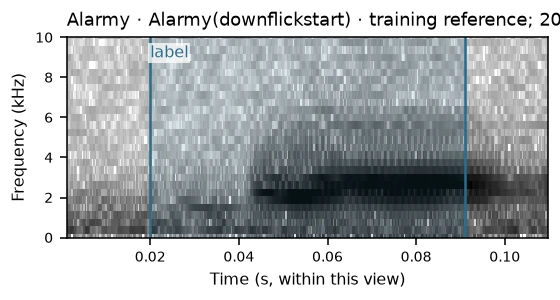 Alarmy · Alarmy(downflickstart) · training reference; 20
label
10
8
6
4
2
0
Frequency (kHz)
0.02 0.04 0.06 0.08 0.10
Time (s, within this view)